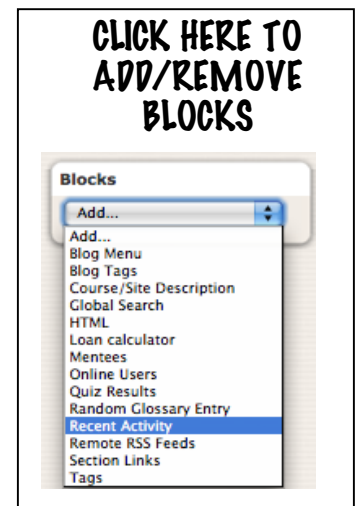 CLICK HERE TO
ADD/REMOVE
BLOCKS
Blocks
Add...
Add...
Blog Menu
Blog Tags
Course/Site Description
Global Search
HTML
Loan calculator
Mentees
Online Users
Quiz Results
Random Glossary Entry
Recent Activity
Remote RSS Feeds
Section Links
Tags